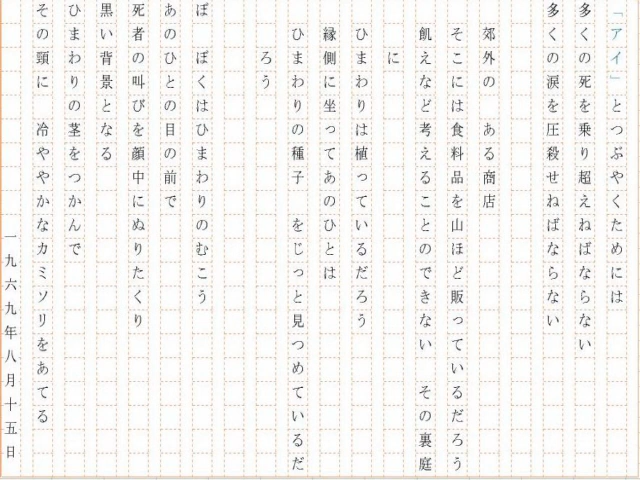 「アイ」とつぶやくためには
多くの死を乗り超えねばならない
多くの涙を圧殺せねばならない
郊外の　ある商店
そこには食料品を山ほど販っているだろう
飢えなど考えることのできない　その裏庭
に
ひまわりは植っているだろう
縁側に坐ってあのひとは
ひまわりの種子　をじっと見つめているだ
ろう
ぼ　ぼくはひまわりのむこう
あのひとの目の前で
死者の叫びを顔中にぬりたくり
黒い背景となる
ひまわりの茎をつかんで
その頸に　冷ややかなカミソリをあてる
一九六九年八月十五日